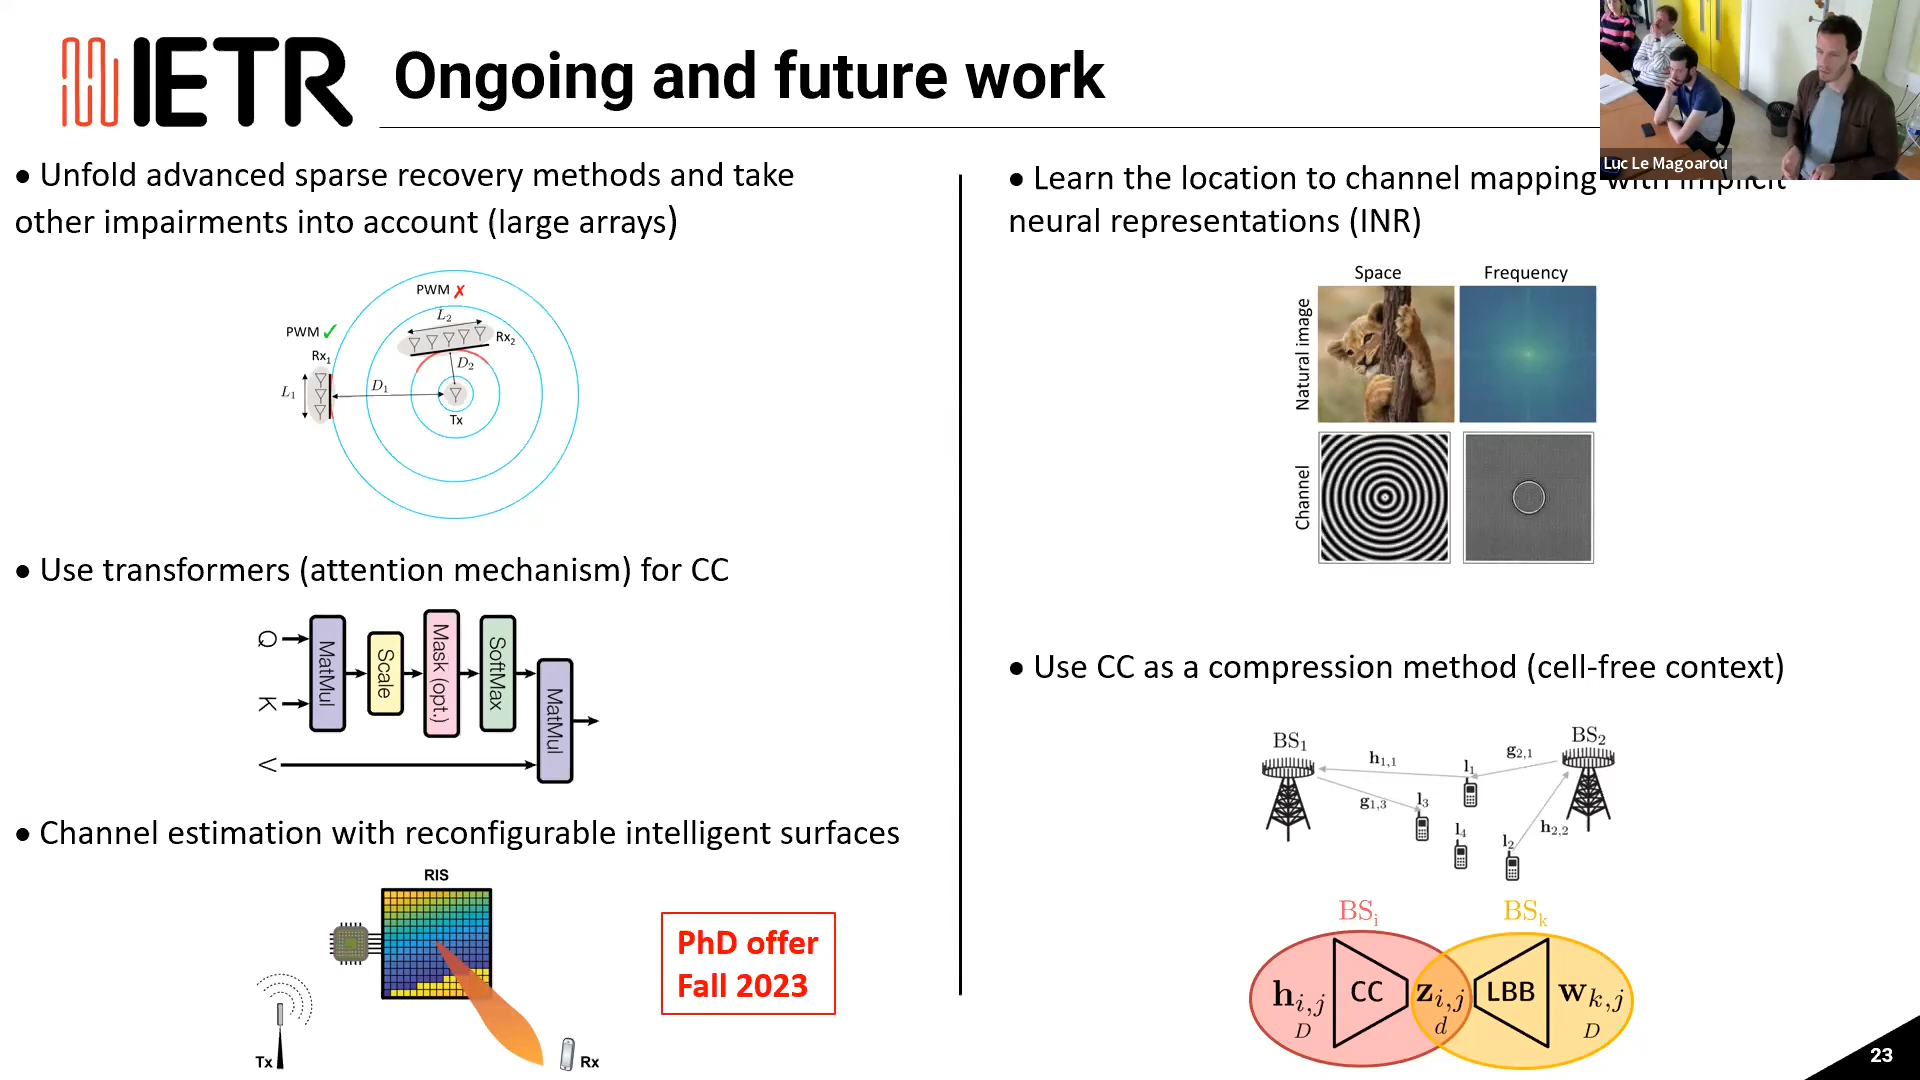 IETR
Ongoing and future work
Luc Le Magoarou
• Unfold advanced sparse recovery methods and take
other impairments into account (large arrays)
PWM ✗
L₂
PWM ✓
Rx₂
Rx₁
D₂
L₁
D₁
Tx
• Use transformers (attention mechanism) for CC
Q
K
V
MatMul
Scale
Mask (opt.)
SoftMax
MatMul
• Channel estimation with reconfigurable intelligent surfaces
RIS
Tx
Rx
PhD offer
Fall 2023
• Learn the location to channel mapping with implicit
neural representations (INR)
Space
Frequency
Natural image
Channel
• Use CC as a compression method (cell-free context)
BS₁
BS₂
h₁,₁
g₂,₁
l₁
g₁,₃
l₃
l₄
l₂
h₂,₂
BSᵢ
BSₖ
h_{i,j}
D
CC
z_{i,j}
d
LBB
w_{k,j}
D
23